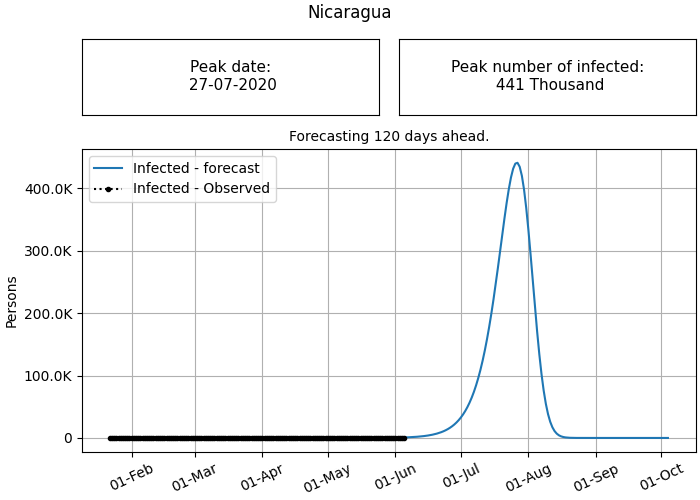 Nicaragua
Peak date:
27-07-2020
Peak number of infected:
441 Thousand
Forecasting 120 days ahead.
Infected - forecast
Infected - Observed
Persons
400.0K
300.0K
200.0K
100.0K
0
01-Feb
01-Mar
01-Apr
01-May
01-Jun
01-Jul
01-Aug
01-Sep
01-Oct